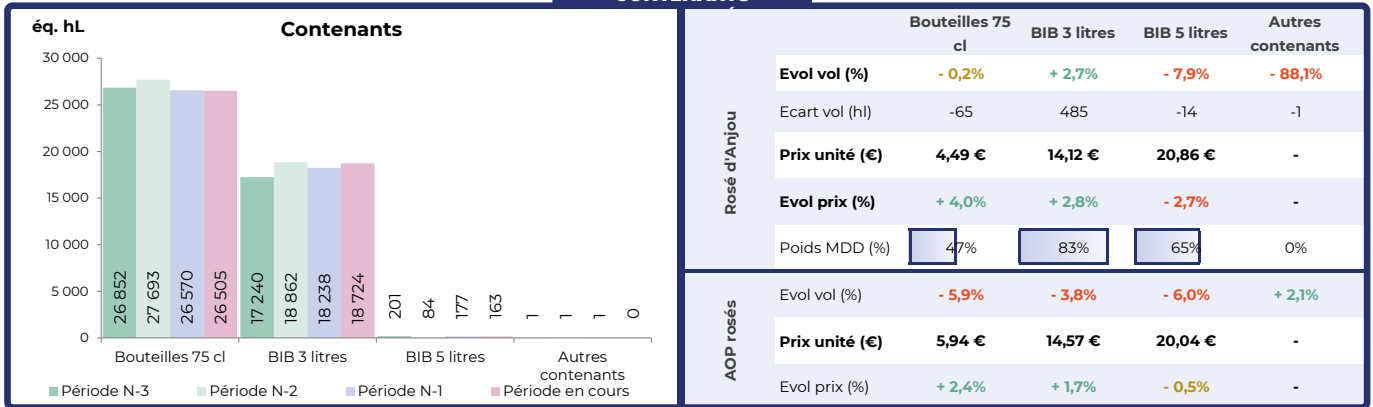 éq. hL
Contenants
30 000
25 000
20 000
15 000
10 000
5 000
0
26 852
27 693
26 570
26 505
17 240
18 862
18 238
18 724
201
84
177
163
1
1
1
0
Bouteilles 75 cl
BIB 3 litres
BIB 5 litres
Autres
contenants
Période N-3
Période N-2
Période N-1
Période en cours
Bouteilles 75
cl
BIB 3 litres
BIB 5 litres
Autres
contenants
Rosé d'Anjou
Evol vol (%) - 0,2% + 2,7% - 7,9% - 88,1%
Ecart vol (hl) -65 485 -14 -1
Prix unité (€) 4,49 € 14,12 € 20,86 € -
Evol prix (%) + 4,0% + 2,8% - 2,7% -
Poids MDD (%) 47% 83% 65% 0%
AOP rosés
Evol vol (%) - 5,9% - 3,8% - 6,0% + 2,1%
Prix unité (€) 5,94 € 14,57 € 20,04 € -
Evol prix (%) + 2,4% + 1,7% - 0,5% -